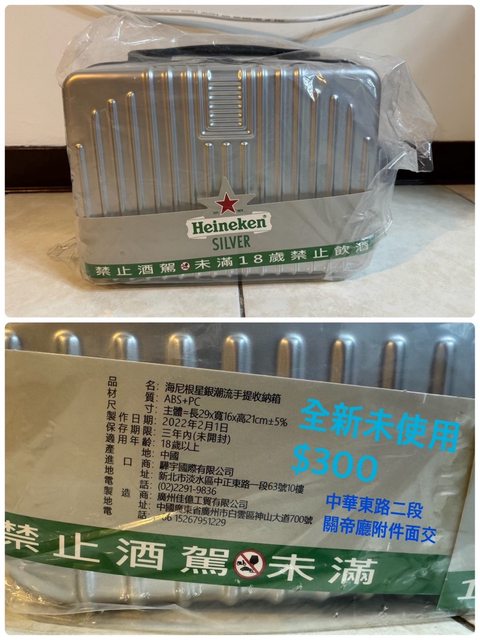 Heineken
SILVER
禁止酒駕 未滿18歲禁止飲酒
品名：海尼根星銀潮流手提收納箱
材質：ABS+PC
尺寸：主體=長29x寬16x高21cm±5%
製作日期：2022年2月1日
保存期限：三年內(未開封)
適用年齡：18歲以上
產地：中國
進口商：驊宇國際有限公司
地址：新北市淡水區中正東路一段63號10樓
電話：(02)2291-9836
製造商：廣州佳億工貿有限公司
地址：中國廣東省廣州市白雲區神山大道700號
電話：86 15267951229
全新未使用
$300
中華東路二段
關帝廳附件面交
禁止酒駕 未滿
1